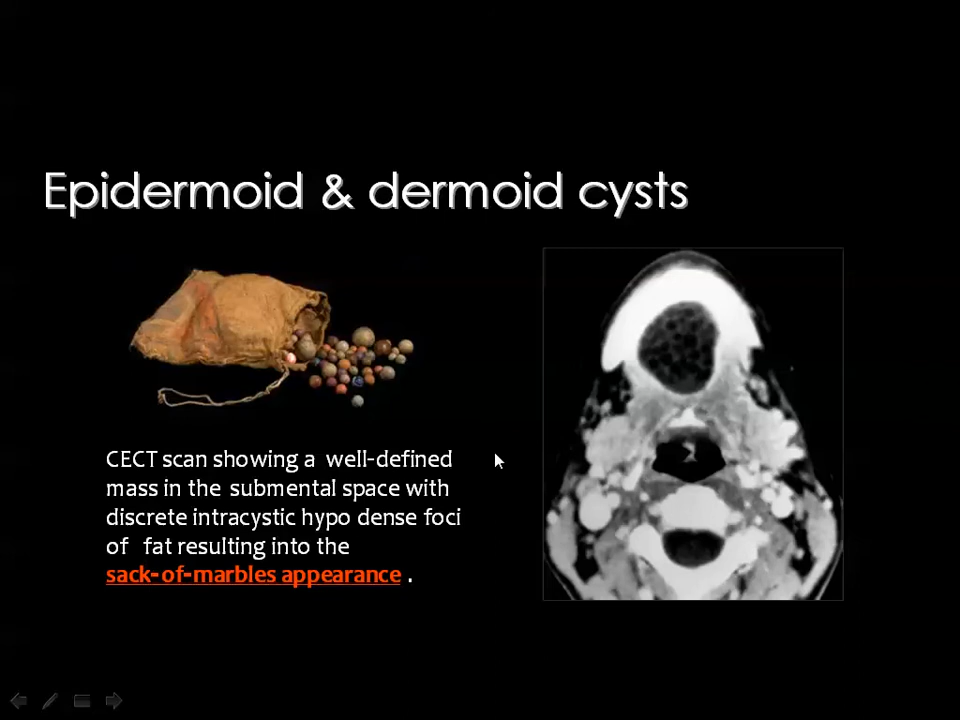 Epidermoid & dermoid cysts
CECT scan showing a well-defined
mass in the submental space with
discrete intracystic hypo dense foci
of fat resulting into the
sack-of-marbles appearance .